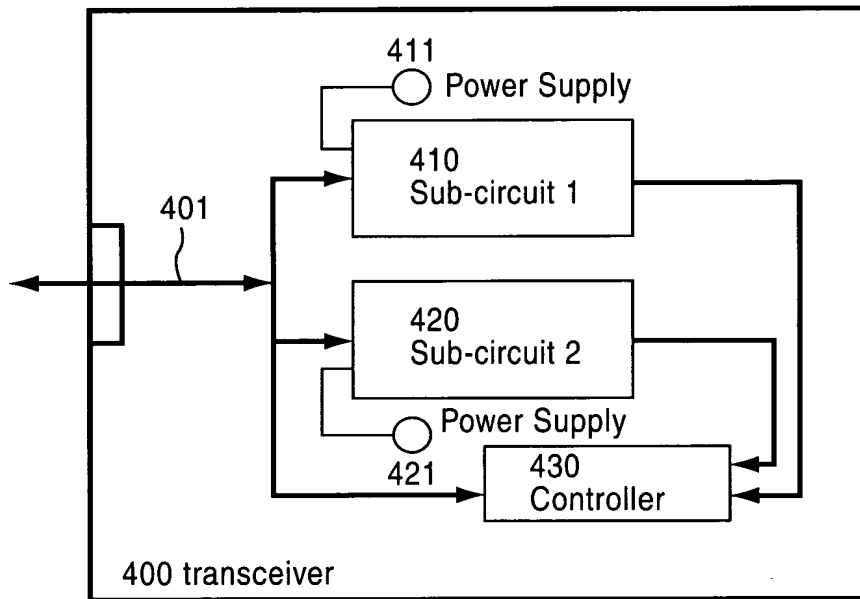 411
Power Supply
410
Sub-circuit 1
401
420
Sub-circuit 2
Power Supply
421
430
Controller
400 transceiver